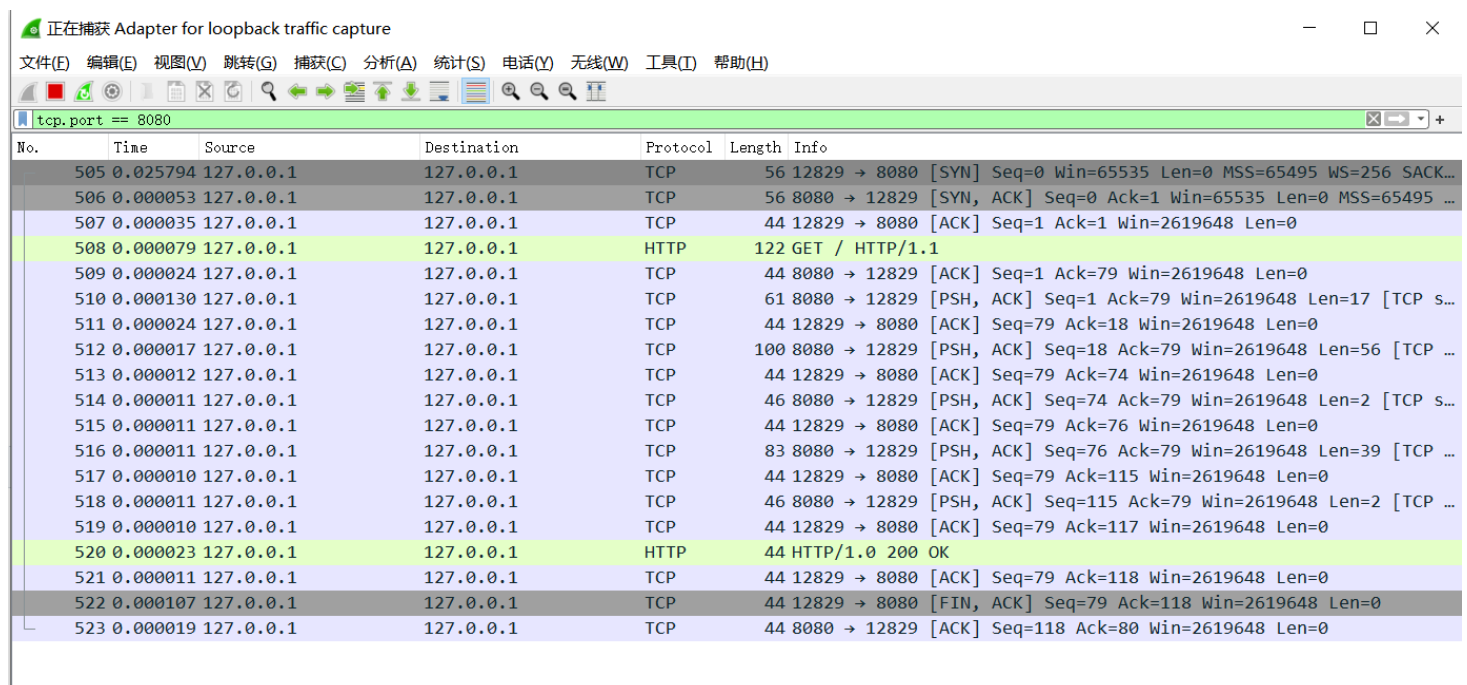 正在捕获 Adapter for loopback traffic capture
文件(F) 编辑(E) 视图(V) 跳转(G) 捕获(C) 分析(A) 统计(S) 电话(Y) 无线(W) 工具(T) 帮助(H)
tcp.port == 8080
No. Time Source Destination Protocol Length Info
505 0.025794 127.0.0.1 127.0.0.1 TCP 56 12829 → 8080 [SYN] Seq=0 Win=65535 Len=0 MSS=65495 WS=256 SACK…
506 0.000053 127.0.0.1 127.0.0.1 TCP 56 8080 → 12829 [SYN, ACK] Seq=0 Ack=1 Win=65535 Len=0 MSS=65495 …
507 0.000035 127.0.0.1 127.0.0.1 TCP 44 12829 → 8080 [ACK] Seq=1 Ack=1 Win=2619648 Len=0
508 0.000079 127.0.0.1 127.0.0.1 HTTP 122 GET / HTTP/1.1
509 0.000024 127.0.0.1 127.0.0.1 TCP 44 8080 → 12829 [ACK] Seq=1 Ack=79 Win=2619648 Len=0
510 0.000130 127.0.0.1 127.0.0.1 TCP 61 8080 → 12829 [PSH, ACK] Seq=1 Ack=79 Win=2619648 Len=17 [TCP s…
511 0.000024 127.0.0.1 127.0.0.1 TCP 44 12829 → 8080 [ACK] Seq=79 Ack=18 Win=2619648 Len=0
512 0.000017 127.0.0.1 127.0.0.1 TCP 100 8080 → 12829 [PSH, ACK] Seq=18 Ack=79 Win=2619648 Len=56 [TCP …
513 0.000012 127.0.0.1 127.0.0.1 TCP 44 12829 → 8080 [ACK] Seq=79 Ack=74 Win=2619648 Len=0
514 0.000011 127.0.0.1 127.0.0.1 TCP 46 8080 → 12829 [PSH, ACK] Seq=74 Ack=79 Win=2619648 Len=2 [TCP s…
515 0.000011 127.0.0.1 127.0.0.1 TCP 44 12829 → 8080 [ACK] Seq=79 Ack=76 Win=2619648 Len=0
516 0.000011 127.0.0.1 127.0.0.1 TCP 83 8080 → 12829 [PSH, ACK] Seq=76 Ack=79 Win=2619648 Len=39 [TCP …
517 0.000010 127.0.0.1 127.0.0.1 TCP 44 12829 → 8080 [ACK] Seq=79 Ack=115 Win=2619648 Len=0
518 0.000011 127.0.0.1 127.0.0.1 TCP 46 8080 → 12829 [PSH, ACK] Seq=115 Ack=79 Win=2619648 Len=2 [TCP …
519 0.000010 127.0.0.1 127.0.0.1 TCP 44 12829 → 8080 [ACK] Seq=79 Ack=117 Win=2619648 Len=0
520 0.000023 127.0.0.1 127.0.0.1 HTTP 44 HTTP/1.0 200 OK
521 0.000011 127.0.0.1 127.0.0.1 TCP 44 12829 → 8080 [ACK] Seq=79 Ack=118 Win=2619648 Len=0
522 0.000107 127.0.0.1 127.0.0.1 TCP 44 12829 → 8080 [FIN, ACK] Seq=79 Ack=118 Win=2619648 Len=0
523 0.000019 127.0.0.1 127.0.0.1 TCP 44 8080 → 12829 [ACK] Seq=118 Ack=80 Win=2619648 Len=0